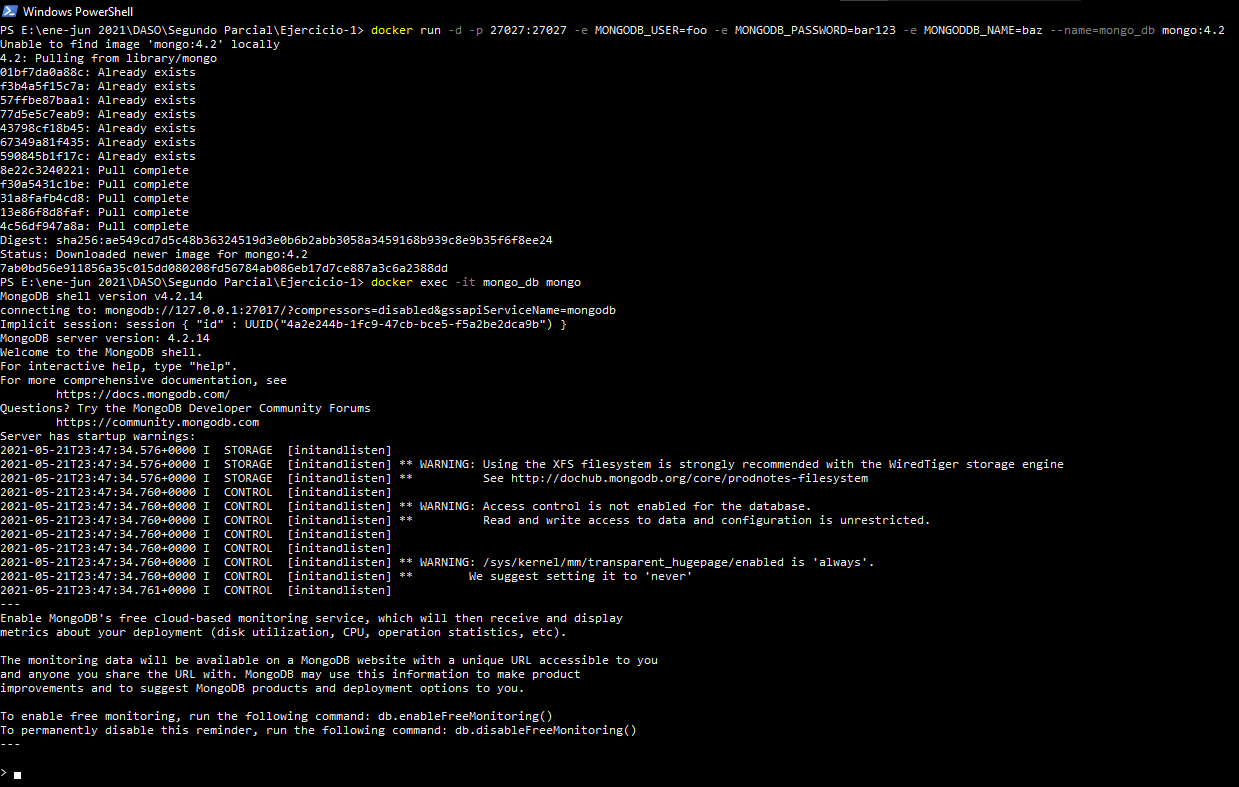 Windows PowerShell
PS E:\ene-jun 2021\DASO\Segundo Parcial\Ejercicio-1> docker run -d -p 27027:27027 -e MONGODB_USER=foo -e MONGODB_PASSWORD=bar123 -e MONGODDB_NAME=baz --name=mongo_db mongo:4.2
Unable to find image 'mongo:4.2' locally
4.2: Pulling from library/mongo
01bf7da0a88c: Already exists
f3b4a5f15c7a: Already exists
57ffbe87baa1: Already exists
77d5e5c7eab9: Already exists
43798cf18b45: Already exists
67349a81f435: Already exists
590845b1f17c: Already exists
8e22c3240221: Pull complete
f30a5431c1be: Pull complete
31a8fafb4cd8: Pull complete
13e86f8d8faf: Pull complete
4c56df947a8a: Pull complete
Digest: sha256:ae549cd7d5c48b36324519d3e0b6b2abb3058a3459168b939c8e9b35f6f8ee24
Status: Downloaded newer image for mongo:4.2
7ab0bd56e911856a35c015dd080208fd56784ab086eb17d7ce887a3c6a2388dd
PS E:\ene-jun 2021\DASO\Segundo Parcial\Ejercicio-1> docker exec -it mongo_db mongo
MongoDB shell version v4.2.14
connecting to: mongodb://127.0.0.1:27017/?compressors=disabled&gssapiServiceName=mongodb
Implicit session: session { "id" : UUID("4a2e244b-1fc9-47cb-bce5-f5a2be2dca9b") }
MongoDB server version: 4.2.14
Welcome to the MongoDB shell.
For interactive help, type "help".
For more comprehensive documentation, see
https://docs.mongodb.com/
Questions? Try the MongoDB Developer Community Forums
https://community.mongodb.com
Server has startup warnings:
2021-05-21T23:47:34.576+0000 I  STORAGE  [initandlisten]
2021-05-21T23:47:34.576+0000 I  STORAGE  [initandlisten] ** WARNING: Using the XFS filesystem is strongly recommended with the WiredTiger storage engine
2021-05-21T23:47:34.576+0000 I  STORAGE  [initandlisten] **          See http://dochub.mongodb.org/core/prodnotes-filesystem
2021-05-21T23:47:34.760+0000 I  CONTROL  [initandlisten]
2021-05-21T23:47:34.760+0000 I  CONTROL  [initandlisten] ** WARNING: Access control is not enabled for the database.
2021-05-21T23:47:34.760+0000 I  CONTROL  [initandlisten] **          Read and write access to data and configuration is unrestricted.
2021-05-21T23:47:34.760+0000 I  CONTROL  [initandlisten]
2021-05-21T23:47:34.760+0000 I  CONTROL  [initandlisten]
2021-05-21T23:47:34.760+0000 I  CONTROL  [initandlisten] ** WARNING: /sys/kernel/mm/transparent_hugepage/enabled is 'always'.
2021-05-21T23:47:34.760+0000 I  CONTROL  [initandlisten] **        We suggest setting it to 'never'
2021-05-21T23:47:34.761+0000 I  CONTROL  [initandlisten]
---
Enable MongoDB's free cloud-based monitoring service, which will then receive and display
metrics about your deployment (disk utilization, CPU, operation statistics, etc).
The monitoring data will be available on a MongoDB website with a unique URL accessible to you
and anyone you share the URL with. MongoDB may use this information to make product
improvements and to suggest MongoDB products and deployment options to you.
To enable free monitoring, run the following command: db.enableFreeMonitoring()
To permanently disable this reminder, run the following command: db.disableFreeMonitoring()
---
>